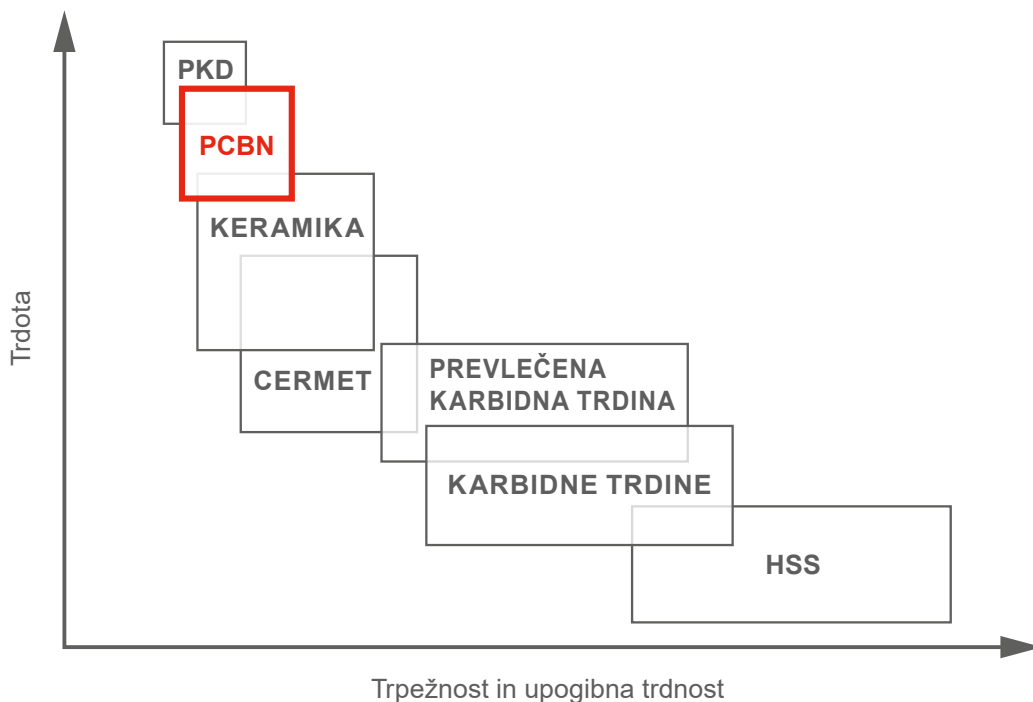 PKD
PCBN
KERAMIKA
Trdota
CERMET
PREVLEČENA
KARBIDNA TRDINA
KARBIDNE TRDINE
HSS
Trpežnost in upogibna trdnost